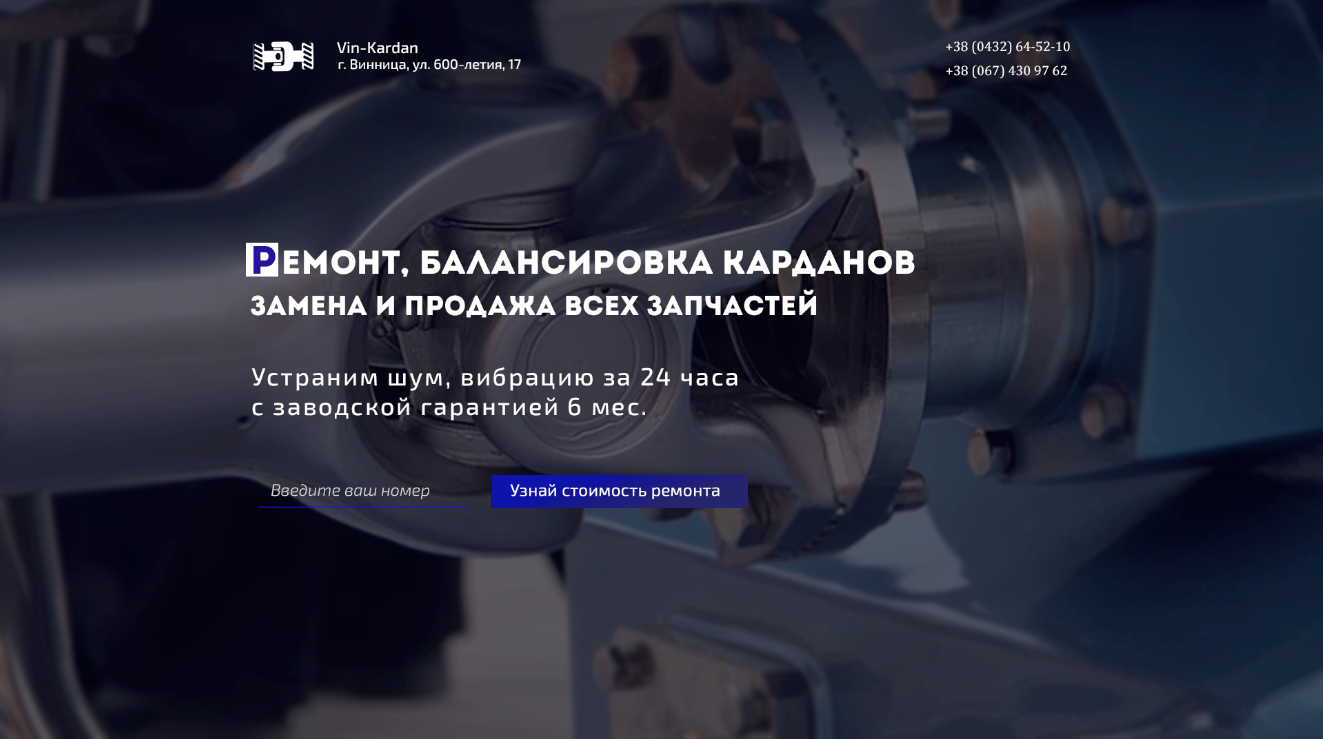 Vin-Kardan
г. Винница, ул. 600-летия, 17
+38 (0432) 64-52-10
+38 (067) 430 97 62
РЕМОНТ, БАЛАНСИРОВКА КАРДАНОВ
ЗАМЕНА И ПРОДАЖА ВСЕХ ЗАПЧАСТЕЙ
Устраним шум, вибрацию за 24 часа
с заводской гарантией 6 мес.
Введите ваш номер
Узнай стоимость ремонта